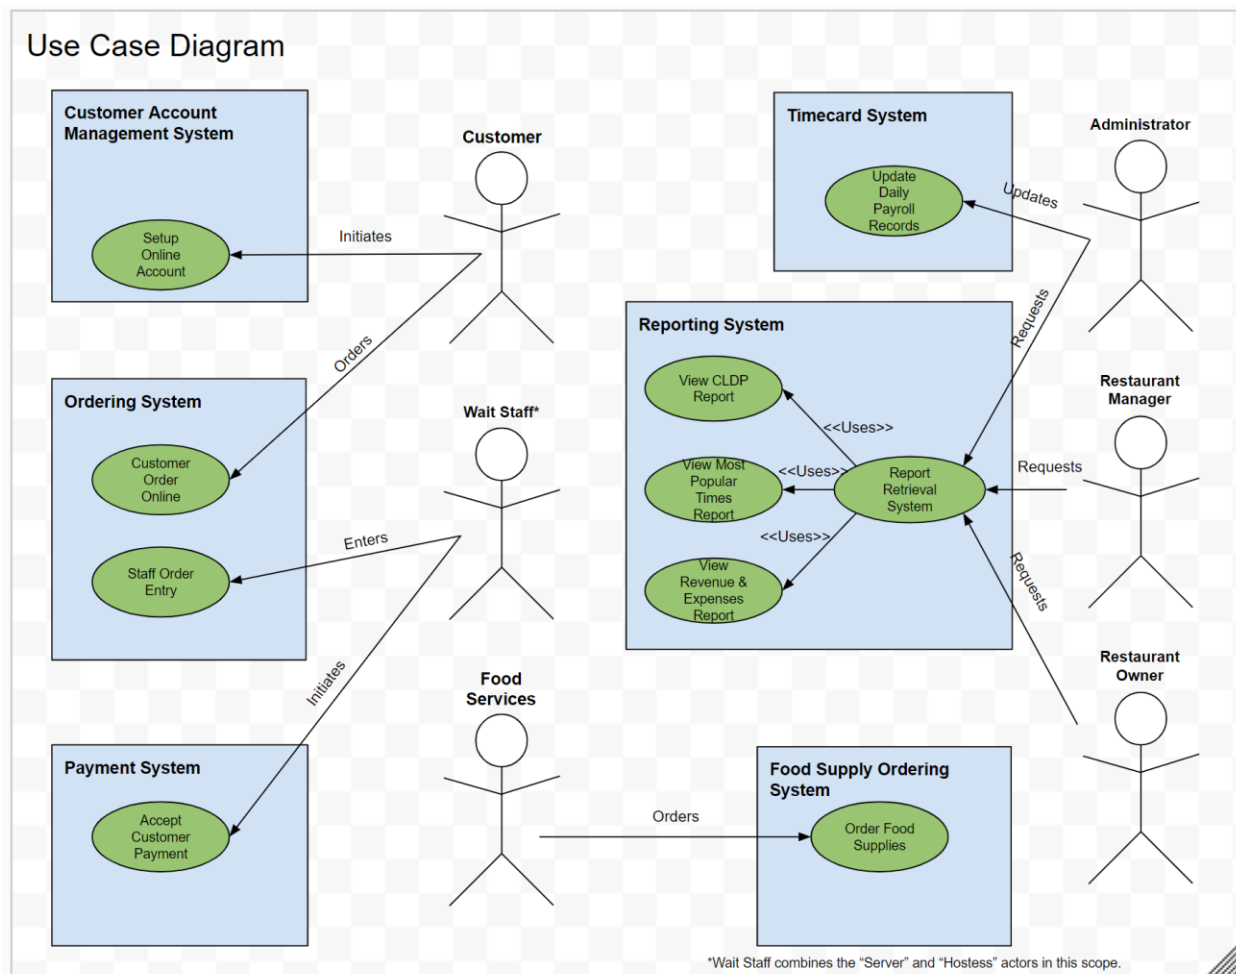 Use Case Diagram
Customer Account
Management System
Setup
Online
Account
Initiates
Customer
Orders
Ordering System
Customer
Order
Online
Staff Order
Entry
Wait Staff*
Enters
Initiates
Payment System
Accept
Customer
Payment
Food
Services
Orders
Timecard System
Update
Daily
Payroll
Records
Updates
Administrator
Requests
Reporting System
View CLDP
Report
<<Uses>>
View Most
Popular
Times
Report
<<Uses>>
Report
Retrieval
System
<<Uses>>
View
Revenue &
Expenses
Report
Requests
Restaurant
Manager
Requests
Restaurant
Owner
Food Supply Ordering
System
Order Food
Supplies
*Wait Staff combines the “Server” and “Hostess” actors in this scope.